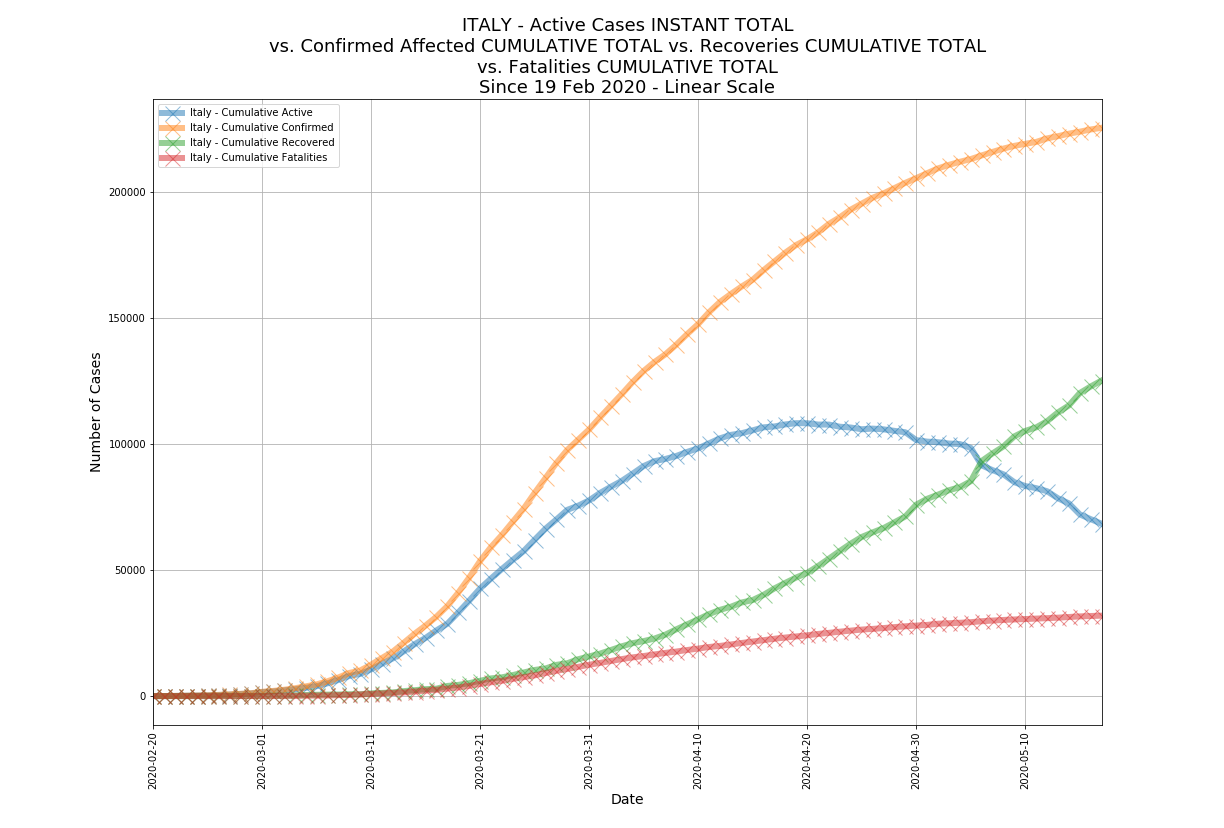 ITALY - Active Cases INSTANT TOTAL
vs. Confirmed Affected CUMULATIVE TOTAL vs. Recoveries CUMULATIVE TOTAL
vs. Fatalities CUMULATIVE TOTAL
Since 19 Feb 2020 - Linear Scale
Italy - Cumulative Active
Italy - Cumulative Confirmed
Italy - Cumulative Recovered
Italy - Cumulative Fatalities
Number of Cases
200000
150000
100000
50000
0
2020-02-20
2020-03-01
2020-03-11
2020-03-21
2020-03-31
2020-04-10
2020-04-20
2020-04-30
2020-05-10
Date